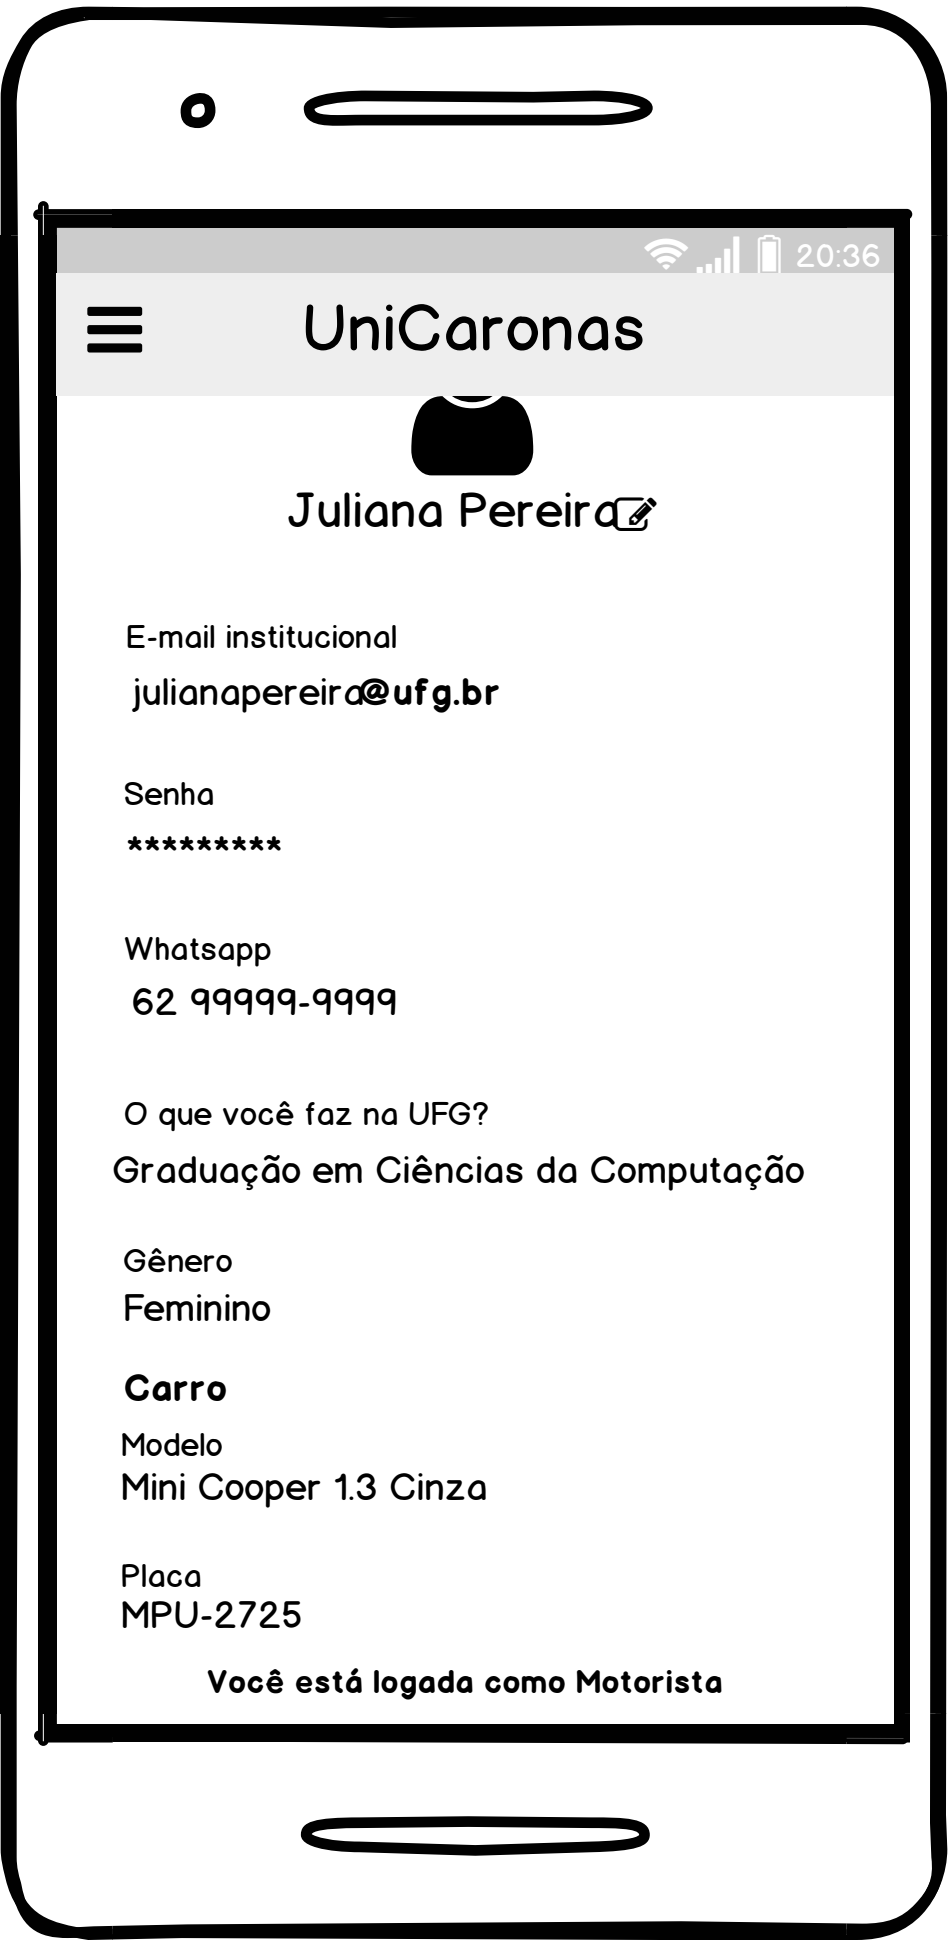 20:36
UniCaronas
Juliana Pereira
E-mail institucional
julianapereira@ufg.br
Senha
*********
Whatsapp
62 99999-9999
O que você faz na UFG?
Graduação em Ciências da Computação
Gênero
Feminino
Carro
Modelo
Mini Cooper 1.3 Cinza
Placa
MPU-2725
Você está logada como Motorista